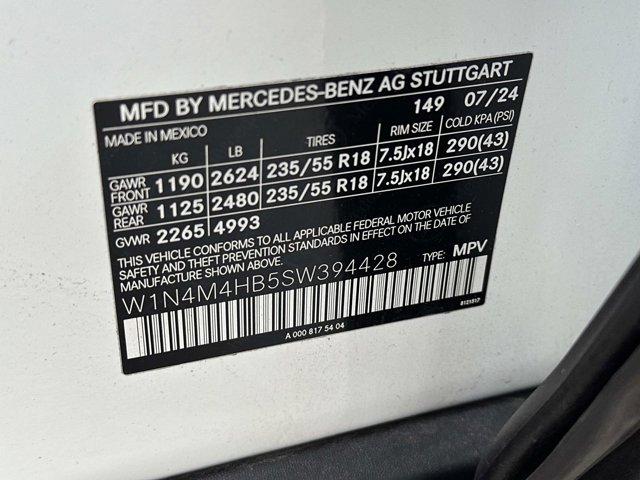 MFD BY MERCEDES-BENZ AG STUTTGART
149 07/24
MADE IN MEXICO
KG LB TIRES RIM SIZE COLD KPA (PSI)
GAWR FRONT 1190 2624 235/55 R18 7.5Jx18 290(43)
GAWR REAR 1125 2480 235/55 R18 7.5Jx18 290(43)
GVWR 2265 4993
THIS VEHICLE CONFORMS TO ALL APPLICABLE FEDERAL MOTOR VEHICLE
SAFETY AND THEFT PREVENTION STANDARDS IN EFFECT ON THE DATE OF
MANUFACTURE SHOWN ABOVE.
W1N4M4HB5SW394428 TYPE: MPV
A 000 817 54 04